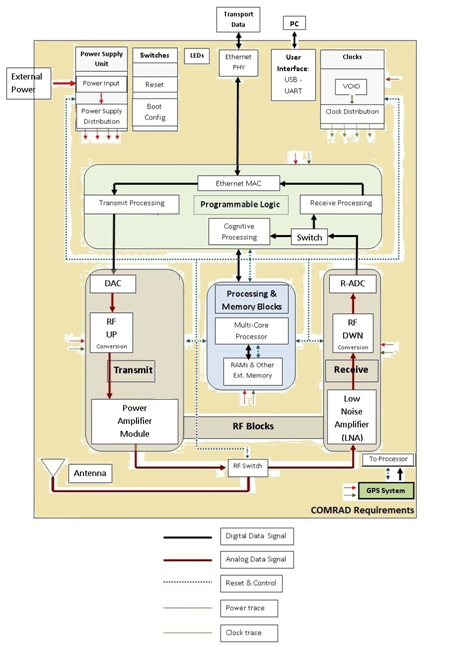 Transport
Data
PC
Power Supply
Unit
Power Input
Power Supply
Distribution
Switches
Reset
Boot
Config
LEDs
Ethernet
PHY
User
Interface:
USB -
UART
Clocks
VCXO
Clock Distribution
External
Power
Ethernet MAC
Transmit Processing
Programmable Logic
Receive Processing
Cognitive
Processing
Switch
DAC
RF
UP
Conversion
Transmit
Power
Amplifier
Module
Processing &
Memory Blocks
Multi-Core
Processor
RAMs & Other
Ext. Memory
R-ADC
RF
DWN
Conversion
Receive
Low
Noise
Amplifier
(LNA)
RF Blocks
Antenna
RF Switch
To Processor
GPS System
COMRAD Requirements
Digital Data Signal
Analog Data Signal
Reset & Control
Power trace
Clock trace